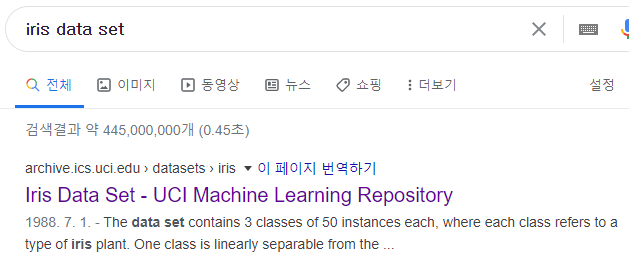 iris data set
전체 이미지 동영상 뉴스 쇼핑 더보기 설정
검색결과 약 445,000,000개 (0.45초)
archive.ics.uci.edu › datasets › iris ▼ 이 페이지 번역하기
Iris Data Set - UCI Machine Learning Repository
1988. 7. 1. - The data set contains 3 classes of 50 instances each, where each class refers to a
type of iris plant. One class is linearly separable from the ...